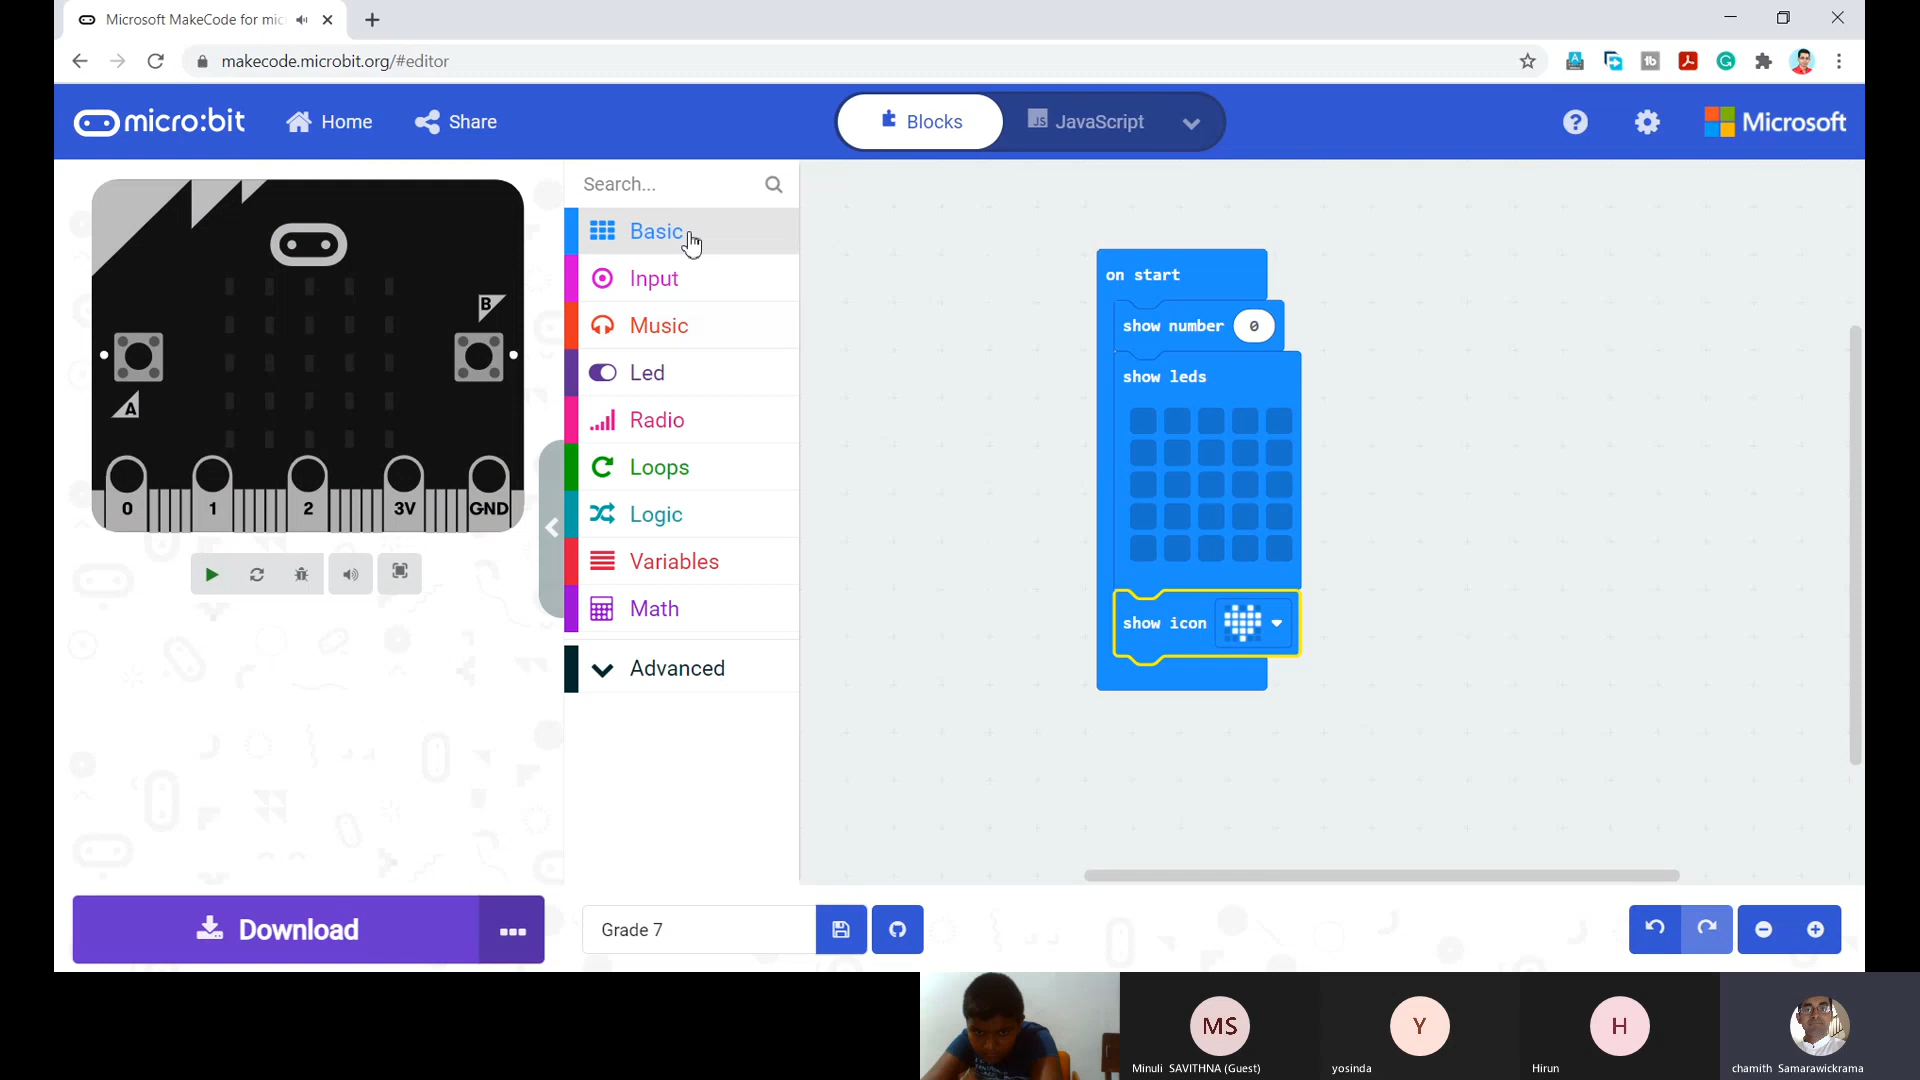 Microsoft MakeCode for mic
makecode.microbit.org/#editor
micro:bit
Home
Share
Blocks
JS
JavaScript
Microsoft
Search...
Basic
Input
Music
Led
Radio
Loops
Logic
Variables
Math
Advanced
B
A
0 1 2 3V GND
on start
show number 0
show leds
show icon
Download
Grade 7
MS
Y
H
Minuli SAVITHNA (Guest)
yosinda
Hirun
chamith Samarawickrama